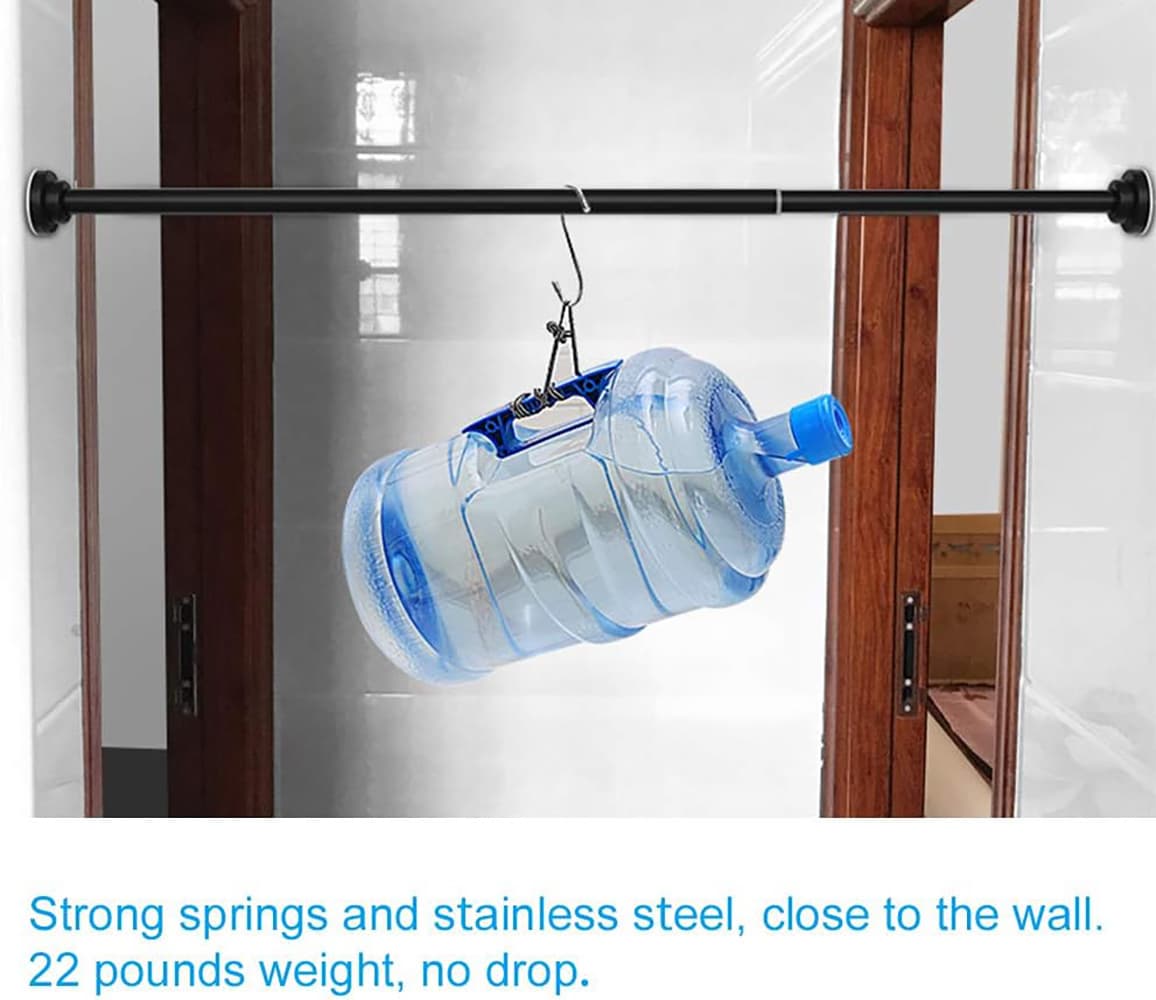 Strong springs and stainless steel, close to the wall.
22 pounds weight, no drop.